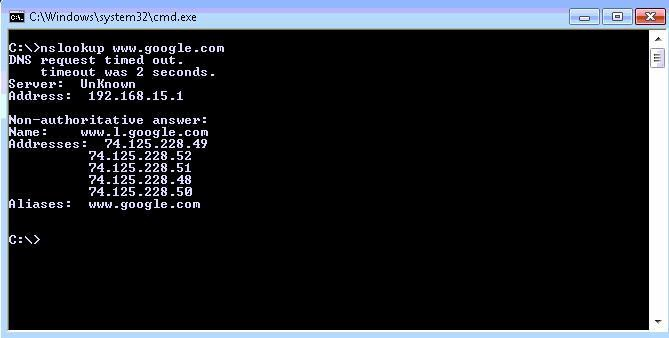 C:\Windows\system32\cmd.exe
C:\>nslookup www.google.com
DNS request timed out.
    timeout was 2 seconds.
Server:  UnKnown
Address:  192.168.15.1

Non-authoritative answer:
Name:    www.l.google.com
Addresses:  74.125.228.49
          74.125.228.52
          74.125.228.51
          74.125.228.48
          74.125.228.50
Aliases:  www.google.com

C:\>